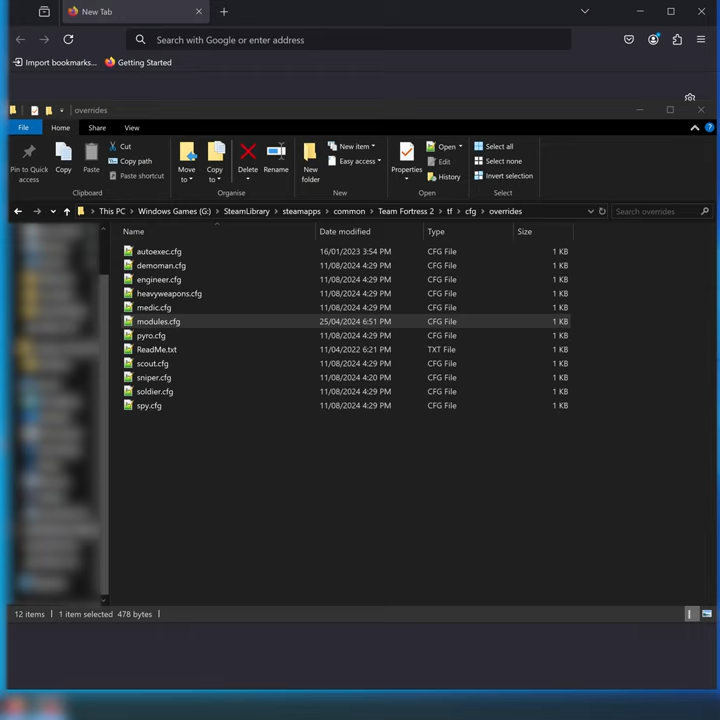 New Tab
Search with Google or enter address
Import bookmarks... Getting Started
overrides
File Home Share View
Pin to Quick access
Copy
Paste
Cut
Copy path
Paste shortcut
Clipboard
Move to
Copy to
Delete
Rename
Organise
New folder
New item
Easy access
New
Properties
Open
Edit
History
Open
Select all
Select none
Invert selection
Select
This PC > Windows Games (G:) > SteamLibrary > steamapps > common > Team Fortress 2 > tf > cfg > overrides
Search overrides
Name Date modified Type Size
autoexec.cfg 16/01/2023 3:54 PM CFG File 1 KB
demoman.cfg 11/08/2024 4:29 PM CFG File 1 KB
engineer.cfg 11/08/2024 4:29 PM CFG File 1 KB
heavyweapons.cfg 11/08/2024 4:29 PM CFG File 1 KB
medic.cfg 11/08/2024 4:29 PM CFG File 1 KB
modules.cfg 25/04/2024 6:51 PM CFG File 1 KB
pyro.cfg 11/08/2024 4:29 PM CFG File 1 KB
ReadMe.txt 11/04/2022 6:21 PM TXT File 1 KB
scout.cfg 11/08/2024 4:29 PM CFG File 1 KB
sniper.cfg 11/08/2024 4:20 PM CFG File 1 KB
soldier.cfg 11/08/2024 4:29 PM CFG File 1 KB
spy.cfg 11/08/2024 4:29 PM CFG File 1 KB
12 items 1 item selected 478 bytes